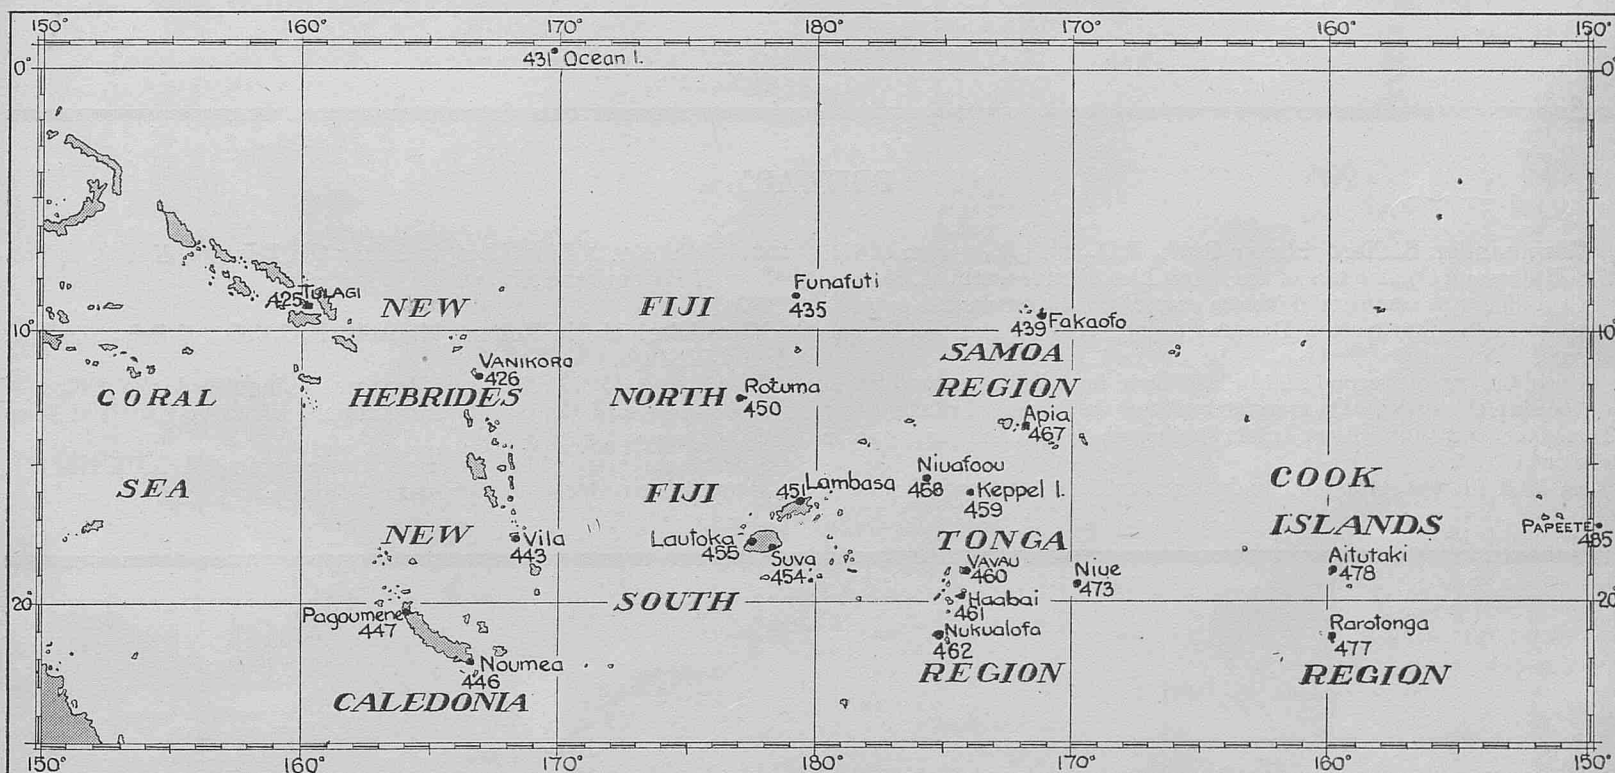 150° 160° 170° 180° 170° 160° 150°
431 Ocean I.
0° 0°
425 TULAGI
NEW
FIJI
Funafuti
435
439 Fakaofo
10° 10°
SAMOA
VANIKORO
426
CORAL
HEBRIDES
NORTH
Rotuma
450
REGION
Apia
467
SEA
FIJI
451 Lambasa
Niuafoou
Keppel I.
459
COOK
ISLANDS
PAPEETE
NEW
Vila
443
Lautoka
Suva
454
TONGA
VAVAU
460
Niue
473
Aitutaki
478
20° 20°
Pagoumene
447
SOUTH
Haabai
461
Nukualofa
462
Rarotonga
477
Noumea
446
CALEDONIA
REGION
REGION
150° 160° 170° 180° 170° 160° 150°